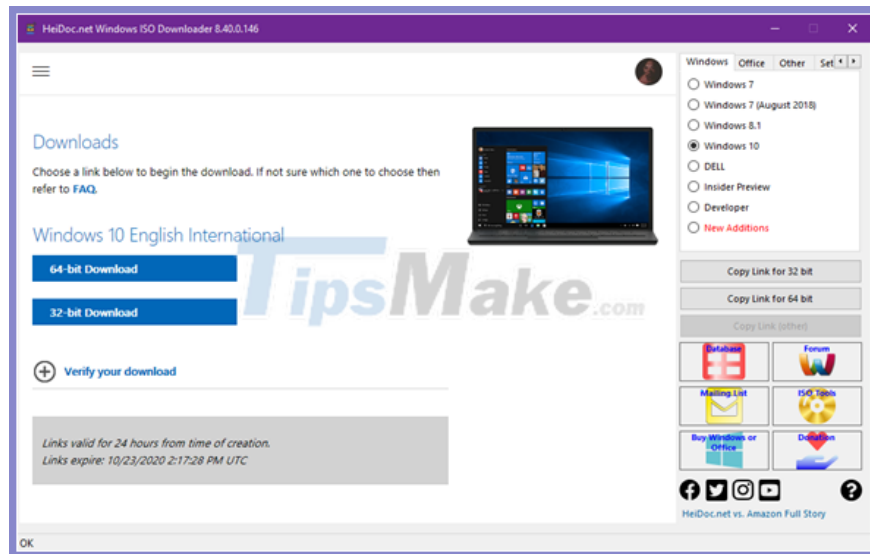 HeiDoc.net Windows ISO Downloader 8.40.0.146
Downloads
Choose a link below to begin the download. If not sure which one to choose then
refer to FAQ.
Windows 10 English International
64-bit Download
32-bit Download
Verify your download
Links valid for 24 hours from time of creation.
Links expire: 10/23/2020 2:17:28 PM UTC
TipsMake.com
Windows Office Other Set
Windows 7
Windows 7 (August 2018)
Windows 8.1
Windows 10
DELL
Insider Preview
Developer
New Additions
Copy Link for 32 bit
Copy Link for 64 bit
Copy Link (other)
Database Forum
Mailing List ISO Tools
Buy Windows or Donation
Office
HeiDoc.net vs. Amazon Full Story
OK